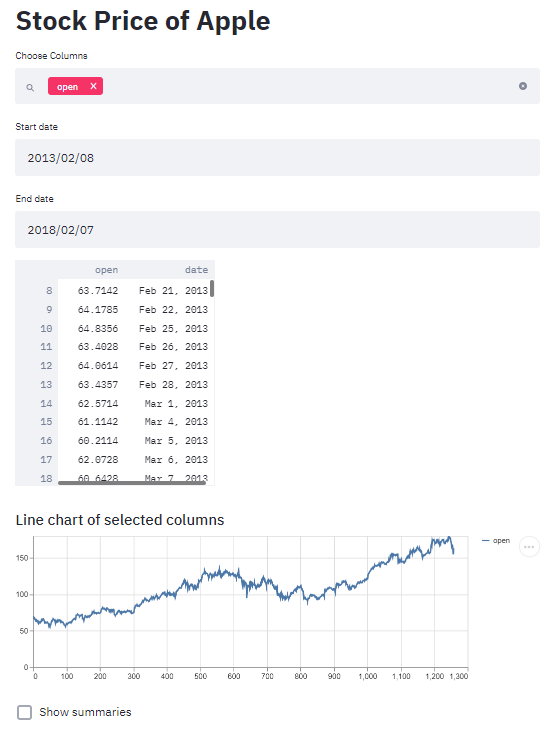 Stock Price of Apple
Choose Columns
open ×
Start date
2013/02/08
End date
2018/02/07
open date
8 63.7142 Feb 21, 2013
9 64.1785 Feb 22, 2013
10 64.8356 Feb 25, 2013
11 63.4028 Feb 26, 2013
12 64.0614 Feb 27, 2013
13 63.4357 Feb 28, 2013
14 62.5714 Mar 1, 2013
15 61.1142 Mar 4, 2013
16 60.2114 Mar 5, 2013
17 62.0728 Mar 6, 2013
18 60.6428 Mar 7, 2013
Line chart of selected columns
open
150
100
50
0
0 100 200 300 400 500 600 700 800 900 1,000 1,100 1,200 1,300
Show summaries